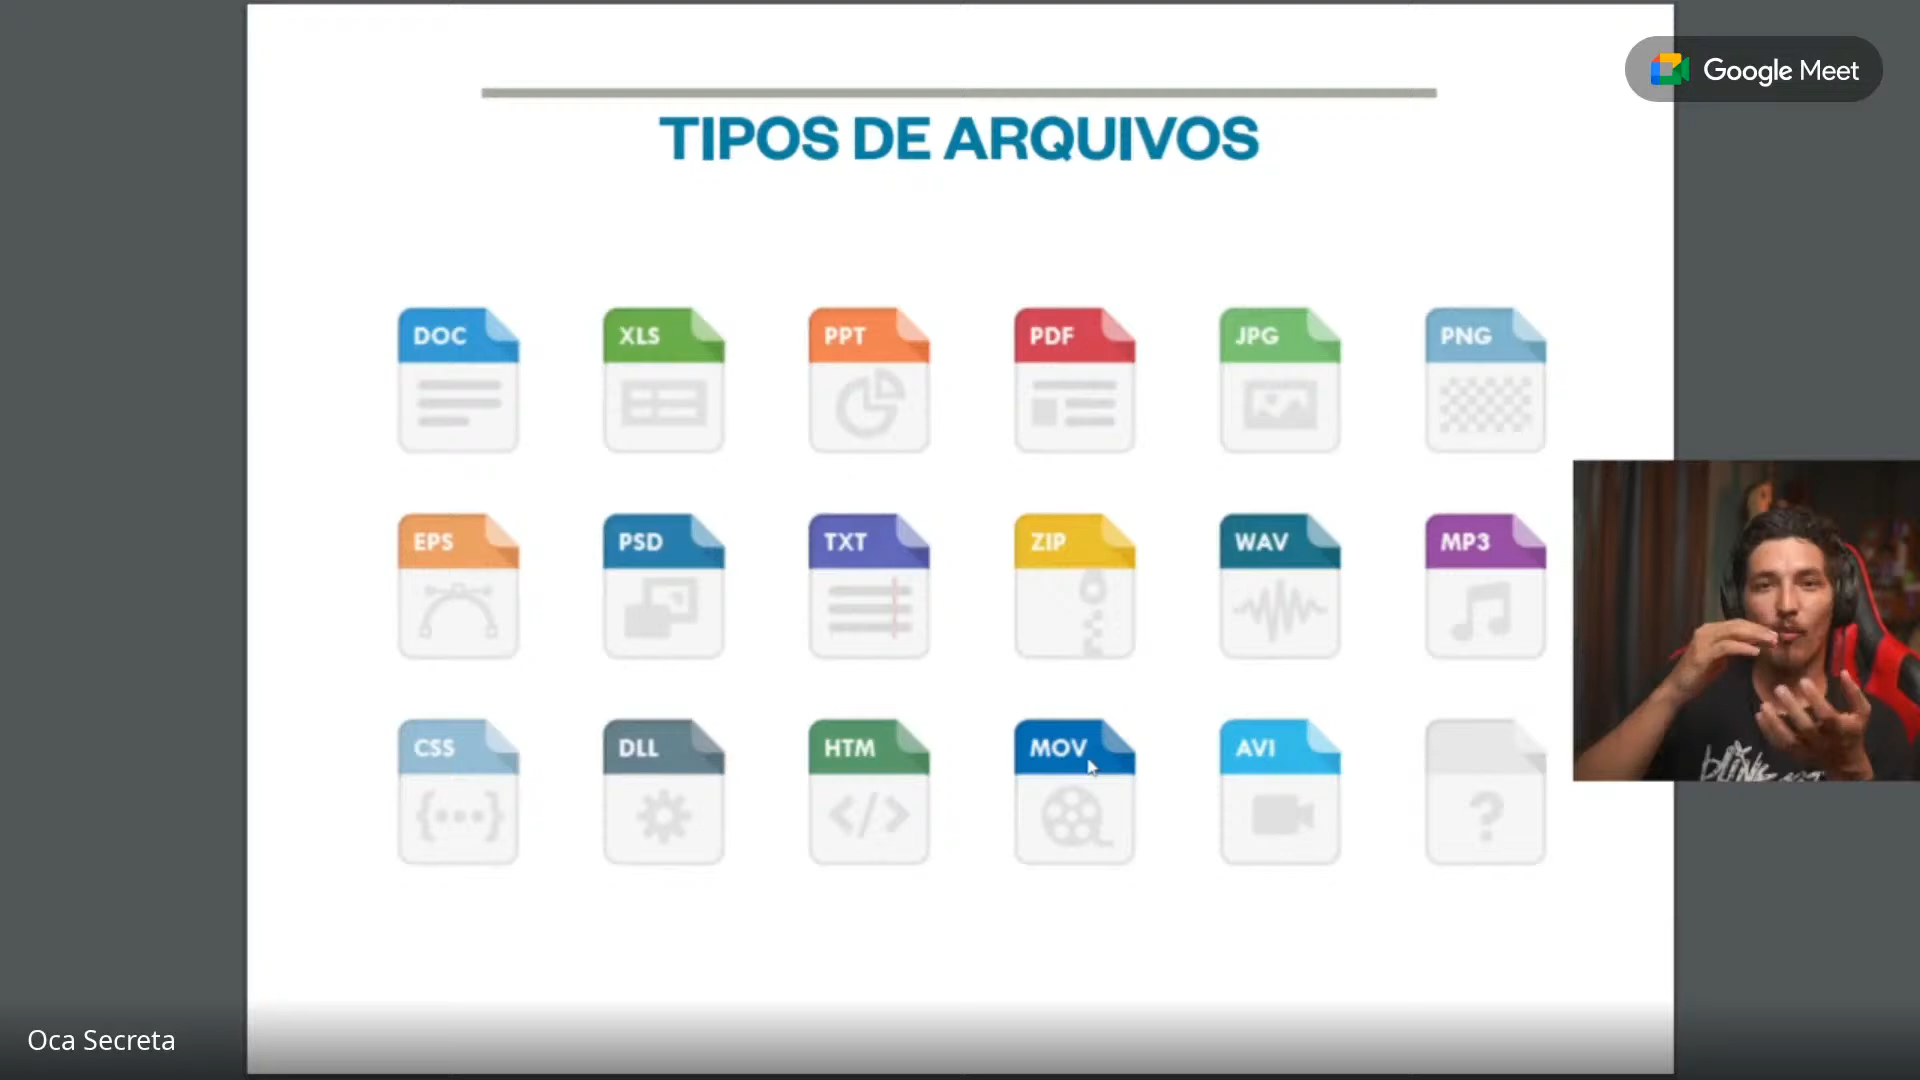 Google Meet
TIPOS DE ARQUIVOS
DOC XLS PPT PDF JPG PNG
EPS PSD TXT ZIP WAV MP3
CSS DLL HTM MOV AVI ?
Oca Secreta